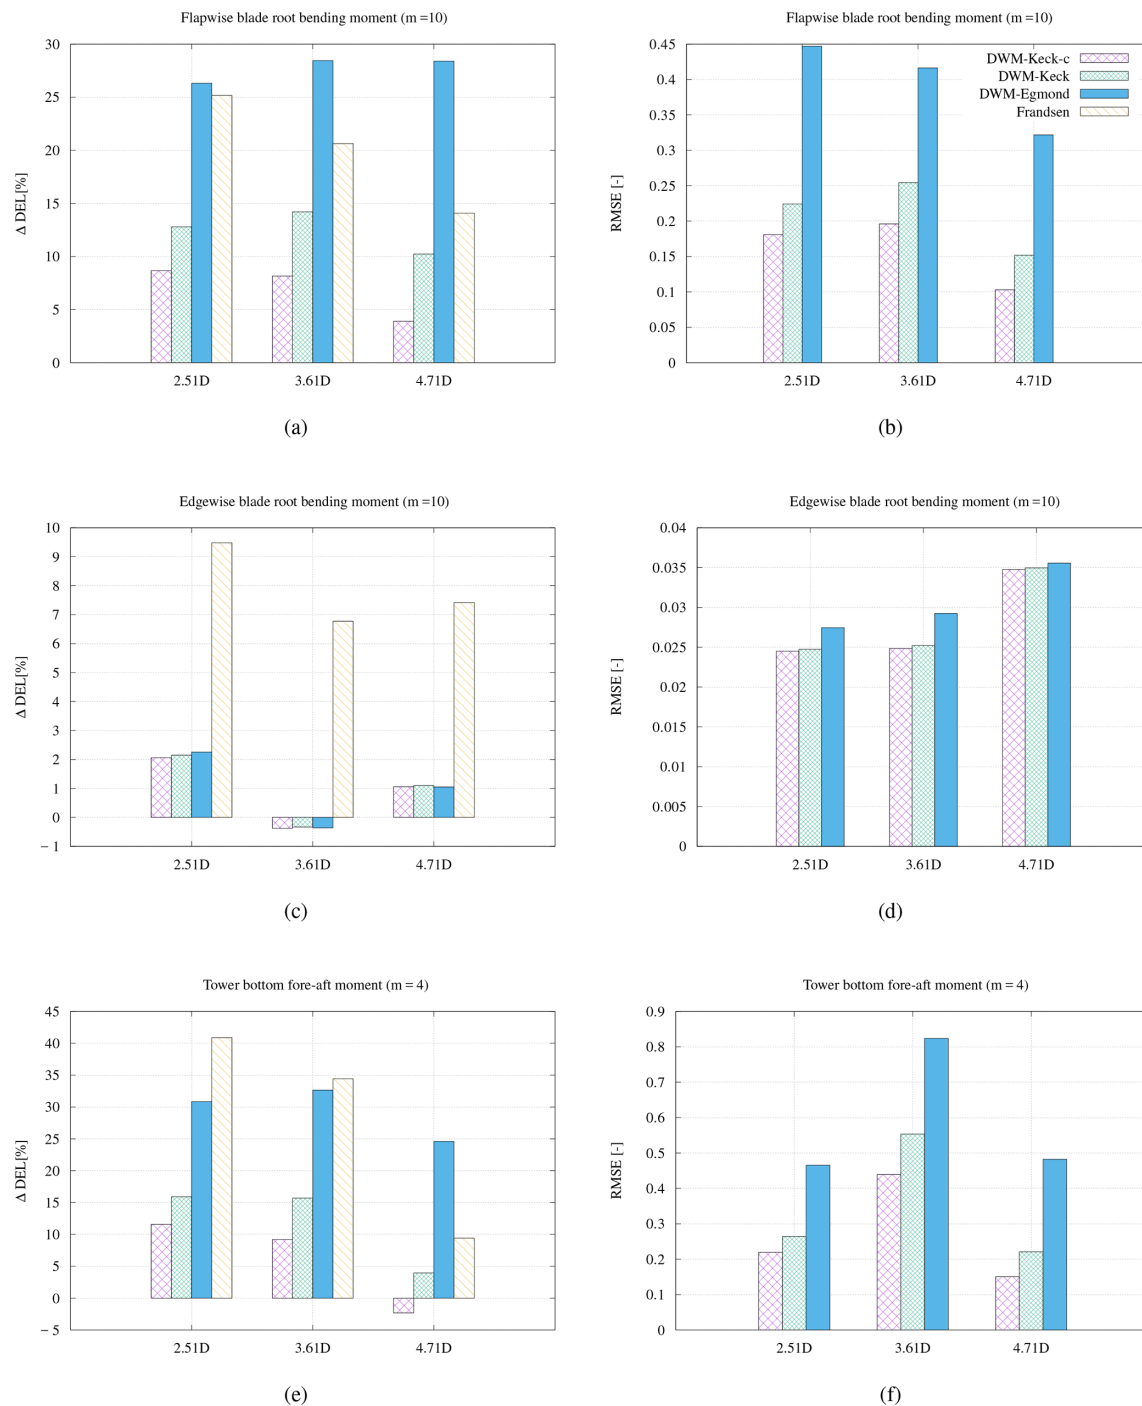 Flapwise blade root bending moment (m =10)
30
25
20
15
10
5
0
Δ DEL[%]
2.51D 3.61D 4.71D
(a)
Flapwise blade root bending moment (m =10)
0.45
0.4
0.35
0.3
0.25
0.2
0.15
0.1
0.05
0
RMSE [-]
DWM-Keck-c
DWM-Keck
DWM-Egmond
Frandsen
2.51D 3.61D 4.71D
(b)
Edgewise blade root bending moment (m =10)
10
9
8
7
6
5
4
3
2
1
0
− 1
Δ DEL[%]
2.51D 3.61D 4.71D
(c)
Edgewise blade root bending moment (m =10)
0.04
0.035
0.03
0.025
0.02
0.015
0.01
0.005
0
RMSE [-]
2.51D 3.61D 4.71D
(d)
Tower bottom fore-aft moment (m = 4)
45
40
35
30
25
20
15
10
5
0
− 5
Δ DEL[%]
2.51D 3.61D 4.71D
(e)
Tower bottom fore-aft moment (m = 4)
0.9
0.8
0.7
0.6
0.5
0.4
0.3
0.2
0.1
0
RMSE [-]
2.51D 3.61D 4.71D
(f)